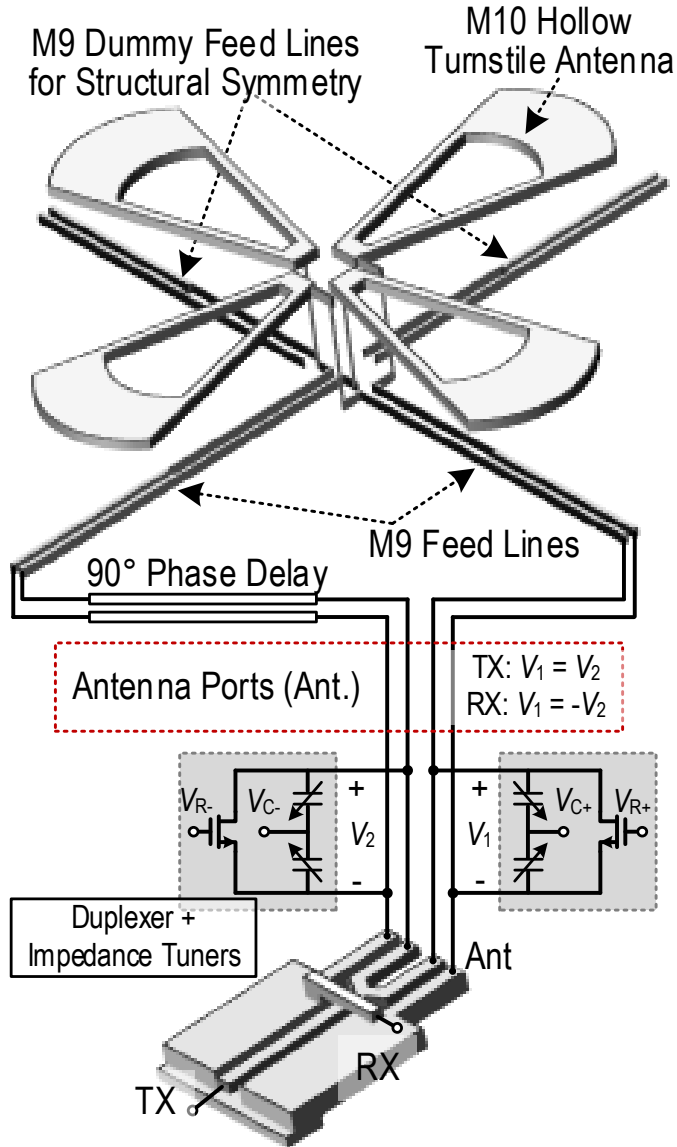 M9 Dummy Feed Lines
for Structural Symmetry
M10 Hollow
Turnstile Antenna
M9 Feed Lines
90° Phase Delay
Antenna Ports (Ant.)
TX: V1 = V2
RX: V1 = -V2
VR-
VC-
+
V2
-
+
V1
-
VC+
VR+
Duplexer +
Impedance Tuners
Ant
RX
TX